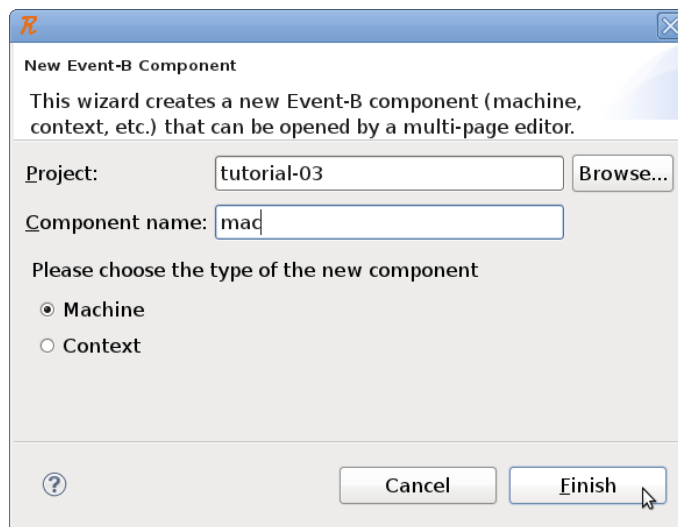 New Event-B Component
This wizard creates a new Event-B component (machine,
context, etc.) that can be opened by a multi-page editor.
Project: tutorial-03 Browse...
Component name: mac
Please choose the type of the new component
Machine
Context
? Cancel Finish